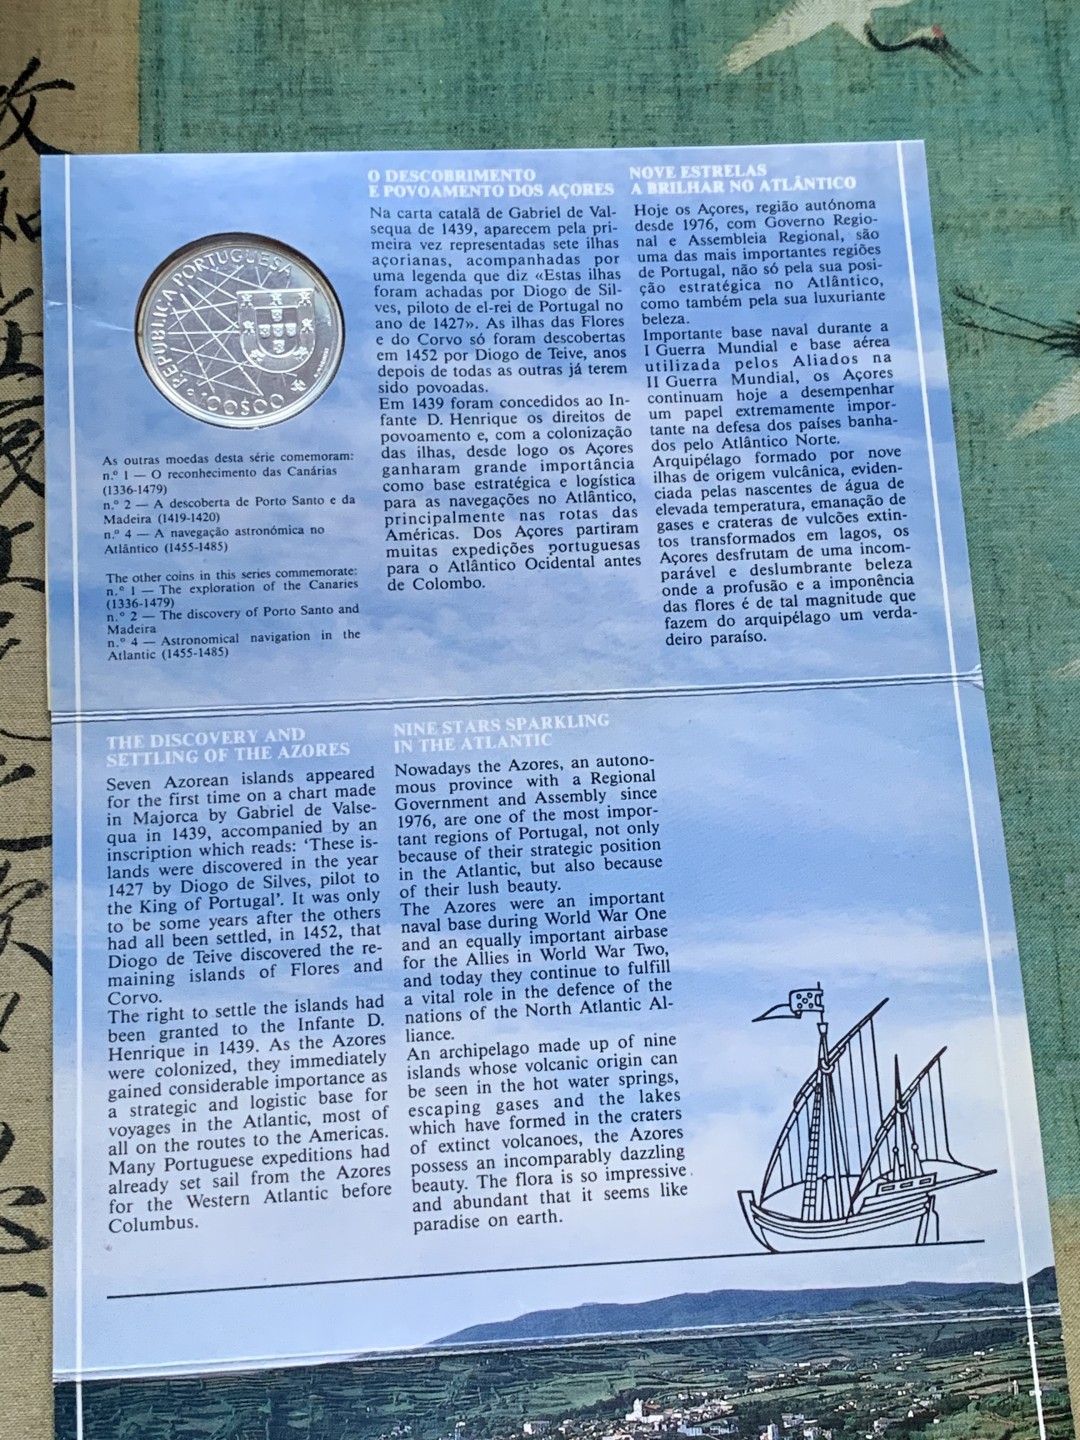 REPÚBLICA PORTUGUESA
100$00
As outras moedas desta série comemoram:
n.º 1 — O reconhecimento das Canárias
(1336-1479)
n.º 2 — A descoberta de Porto Santo e da
Madeira (1419-1420)
n.º 4 — A navegação astronómica no
Atlântico (1455-1485)
The other coins in this series commemorate:
n.º 1 — The exploration of the Canaries
(1336-1479)
n.º 2 — The discovery of Porto Santo and
Madeira
n.º 4 — Astronomical navigation in the
Atlantic (1455-1485)
O DESCOBRIMENTO
E POVOAMENTO DOS AÇORES
Na carta catalã de Gabriel de Val-
sequa de 1439, aparecem pela pri-
meira vez representadas sete ilhas
açorianas, acompanhadas por
uma legenda que diz «Estas ilhas
foram achadas por Diogo de Sil-
ves, piloto de el-rei de Portugal no
ano de 1427». As ilhas das Flores
e do Corvo só foram descobertas
em 1452 por Diogo de Teive, anos
depois de todas as outras já terem
sido povoadas.
Em 1439 foram concedidos ao In-
fante D. Henrique os direitos de
povoamento e, com a colonização
das ilhas, desde logo os Açores
ganharam grande importância
como base estratégica e logística
para as navegações no Atlântico,
principalmente nas rotas das
Américas. Dos Açores partiram
muitas expedições portuguesas
para o Atlântico Ocidental antes
de Colombo.
NOVE ESTRELAS
A BRILHAR NO ATLÂNTICO
Hoje os Açores, região autónoma
desde 1976, com Governo Regio-
nal e Assembleia Regional, são
uma das mais importantes regiões
de Portugal, não só pela sua posi-
ção estratégica no Atlântico,
como também pela sua luxuriante
beleza.
Importante base naval durante a
I Guerra Mundial e base aérea
utilizada pelos Aliados na
II Guerra Mundial, os Açores
continuam hoje a desempenhar
um papel extremamente impor-
tante na defesa dos países banha-
dos pelo Atlântico Norte.
Arquipélago formado por nove
ilhas de origem vulcânica, eviden-
ciada pelas nascentes de água de
elevada temperatura, emanação de
gases e crateras de vulcões extin-
tos transformados em lagos, os
Açores desfrutam de uma incom-
parável e deslumbrante beleza
onde a profusão e a imponência
das flores é de tal magnitude que
fazem do arquipélago um verda-
deiro paraíso.
THE DISCOVERY AND
SETTLING OF THE AZORES
Seven Azorean islands appeared
for the first time on a chart made
in Majorca by Gabriel de Valse-
qua in 1439, accompanied by an
inscription which reads: ‘These is-
lands were discovered in the year
1427 by Diogo de Silves, pilot to
the King of Portugal’. It was only
to be some years after the others
had all been settled, in 1452, that
Diogo de Teive discovered the re-
maining islands of Flores and
Corvo.
The right to settle the islands had
been granted to the Infante D.
Henrique in 1439. As the Azores
were colonized, they immediately
gained considerable importance as
a strategic and logistic base for
voyages in the Atlantic, most of
all on the routes to the Americas.
Many Portuguese expeditions had
already set sail from the Azores
for the Western Atlantic before
Columbus.
NINE STARS SPARKLING
IN THE ATLANTIC
Nowadays the Azores, an autono-
mous province with a Regional
Government and Assembly since
1976, are one of the most impor-
tant regions of Portugal, not only
because of their strategic position
in the Atlantic, but also because
of their lush beauty.
The Azores were an important
naval base during World War One
and an equally important airbase
for the Allies in World War Two,
and today they continue to fulfill
a vital role in the defence of the
nations of the North Atlantic Al-
liance.
An archipelago made up of nine
islands whose volcanic origin can
be seen in the hot water springs,
escaping gases and the lakes
which have formed in the craters
of extinct volcanoes, the Azores
possess an incomparably dazzling
beauty. The flora is so impressive
and abundant that it seems like
paradise on earth.